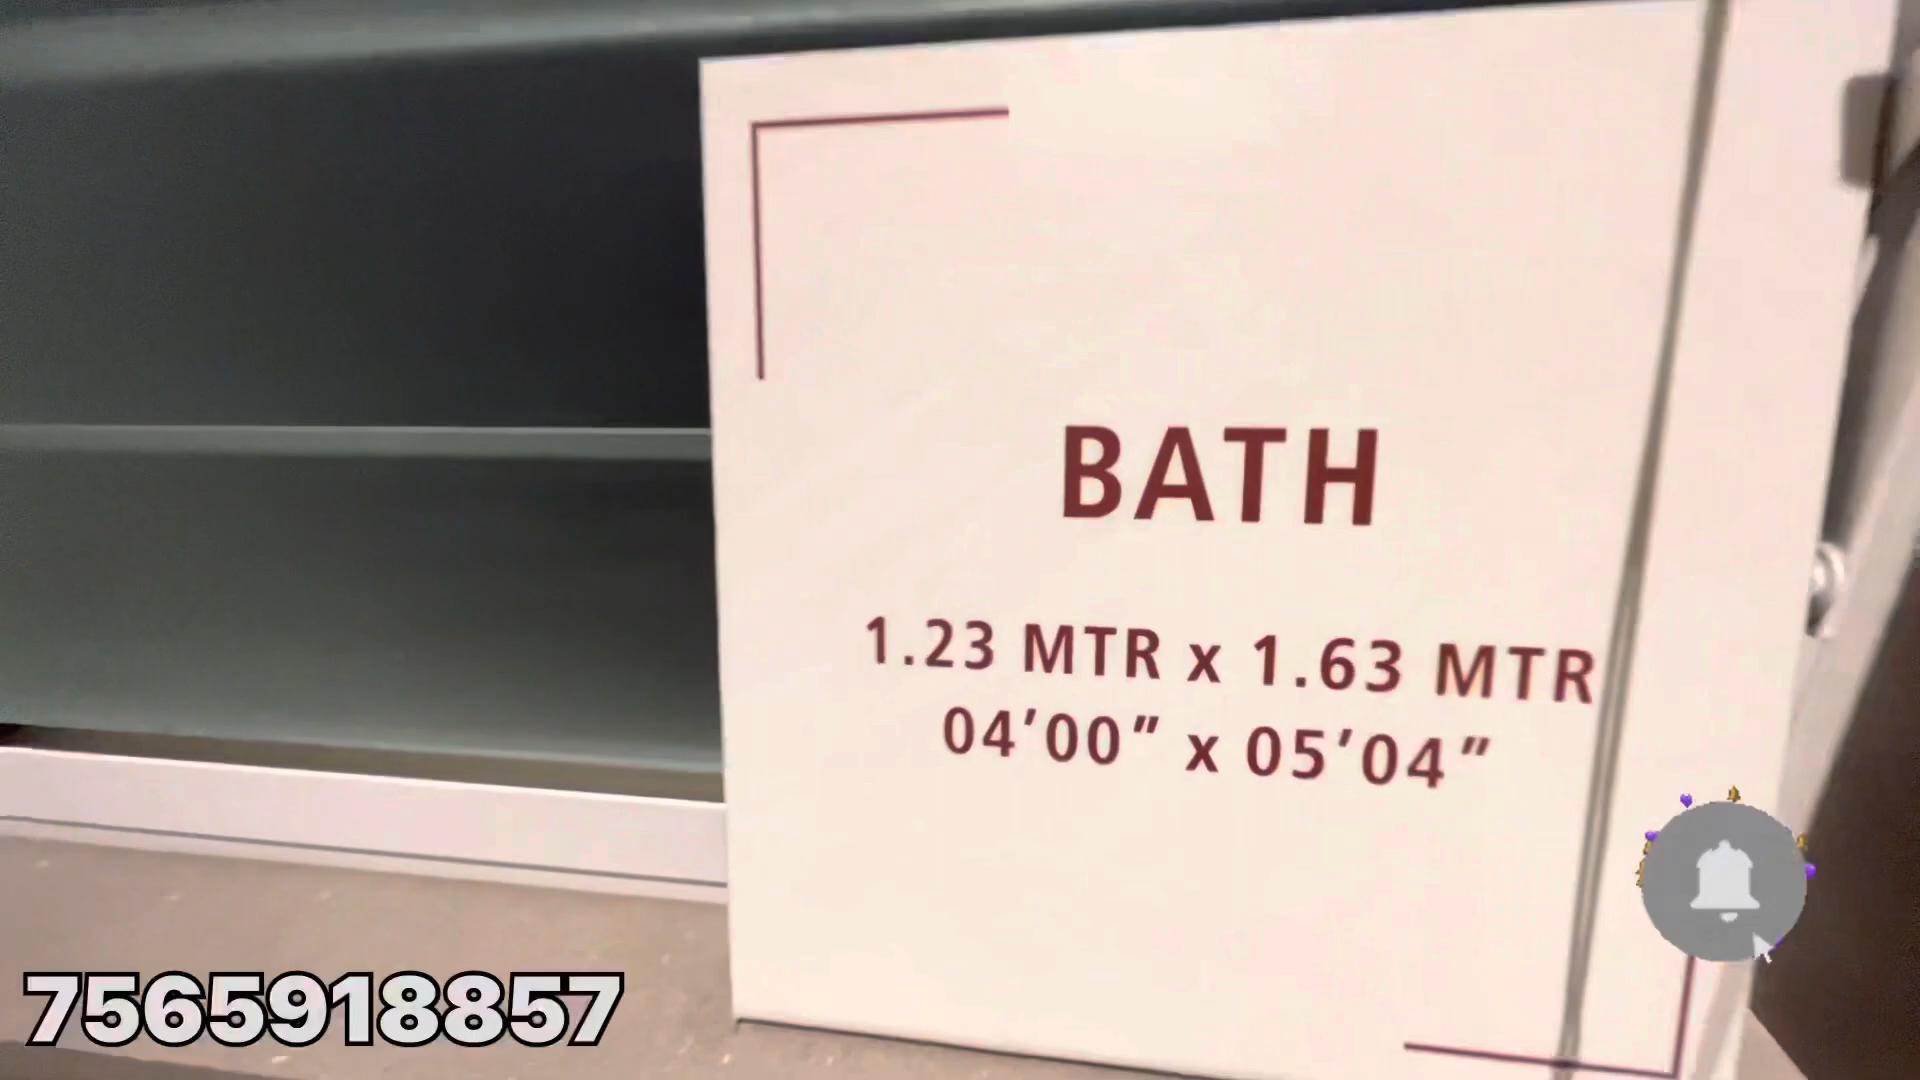 BATH
1.23 MTR x 1.63 MTR
04’00” x 05’04”
7565918857